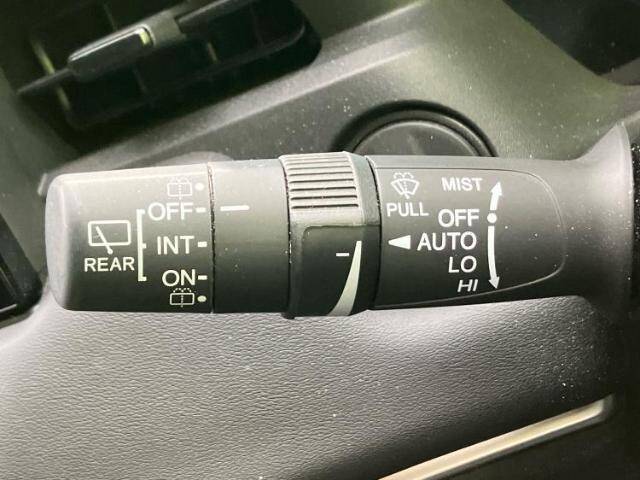 REAR
OFF
INT
ON
PULL
MIST
OFF
AUTO
LO
HI